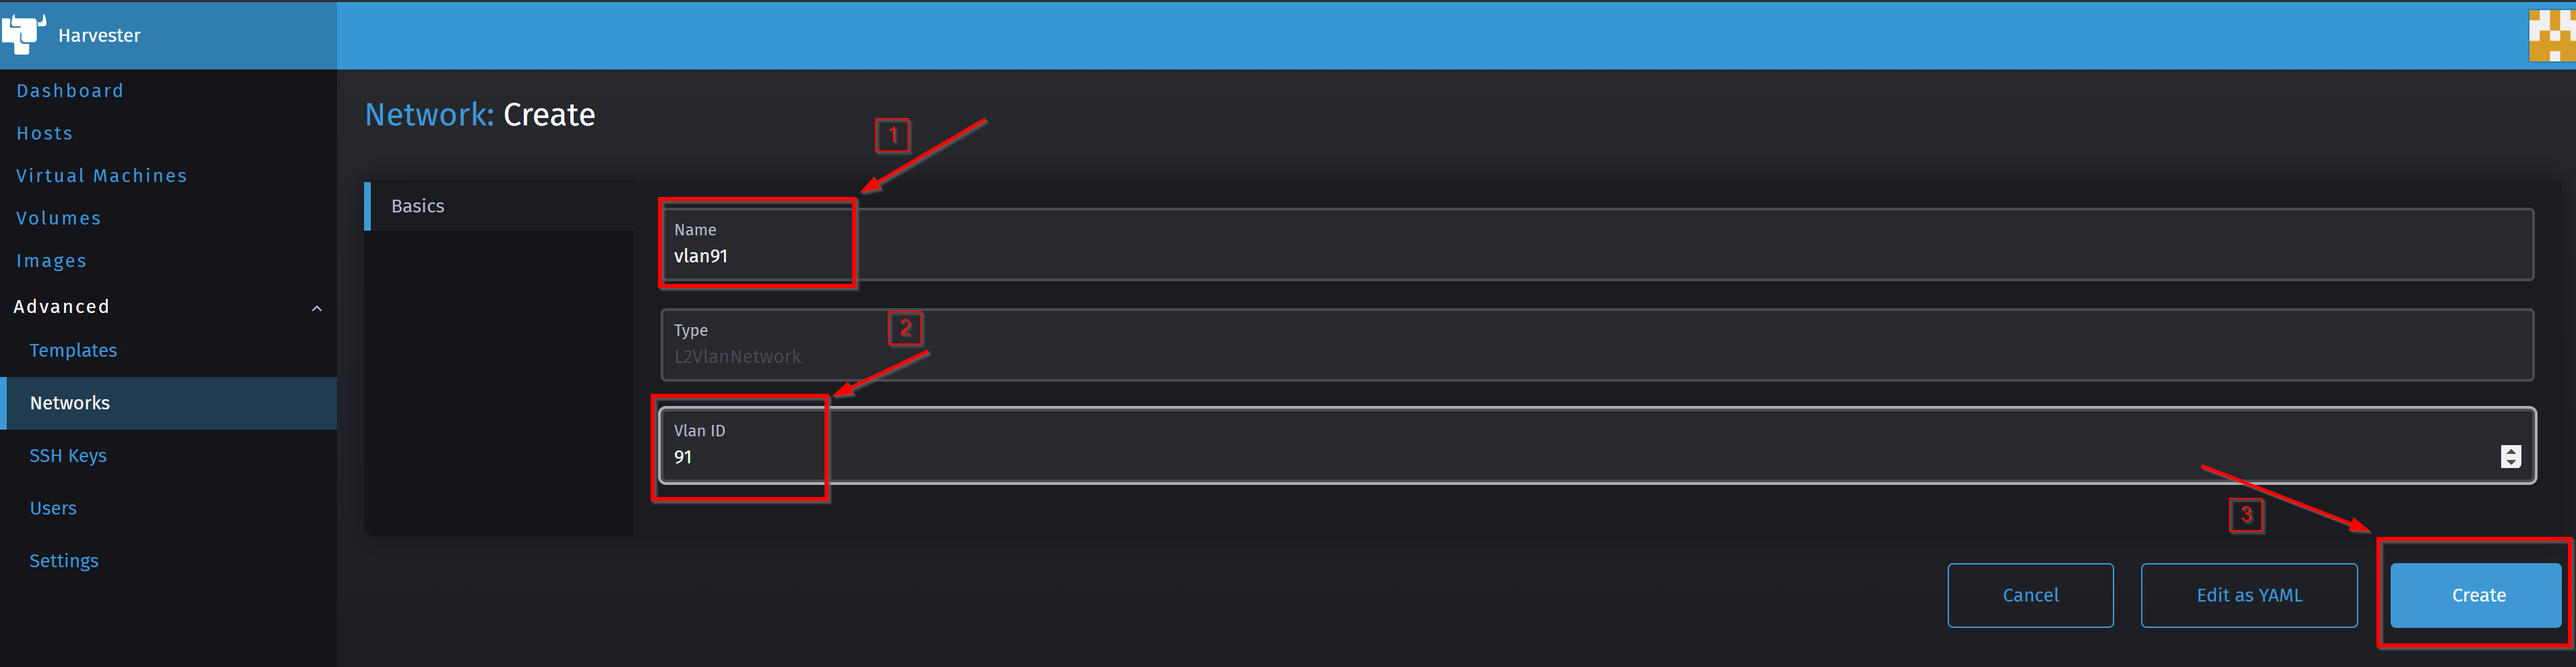 Harvester
Dashboard
Hosts
Virtual Machines
Volumes
Images
Advanced
Templates
Networks
SSH Keys
Users
Settings
Network: Create
1
Basics
Name
vlan91
2
Type
L2VlanNetwork
Vlan ID
91
3
Cancel
Edit as YAML
Create